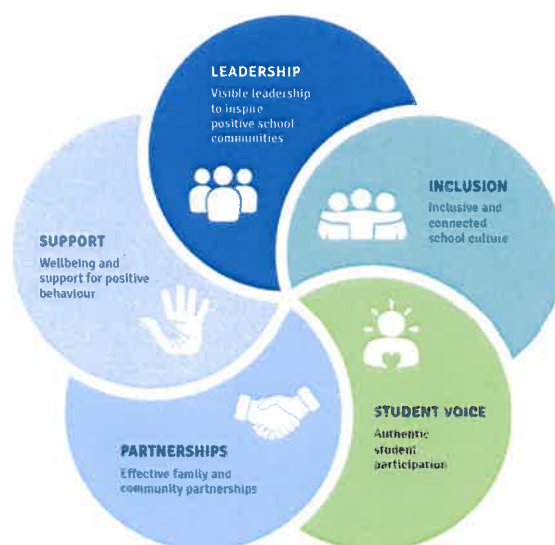 LEADERSHIP
Visible leadership
to inspire
positive school
communities
INCLUSION
Inclusive and
connected
school culture
STUDENT VOICE
Authentic
student
participation
PARTNERSHIPS
Effective family and
community partnerships
SUPPORT
Wellbeing and
support for positive
behaviour